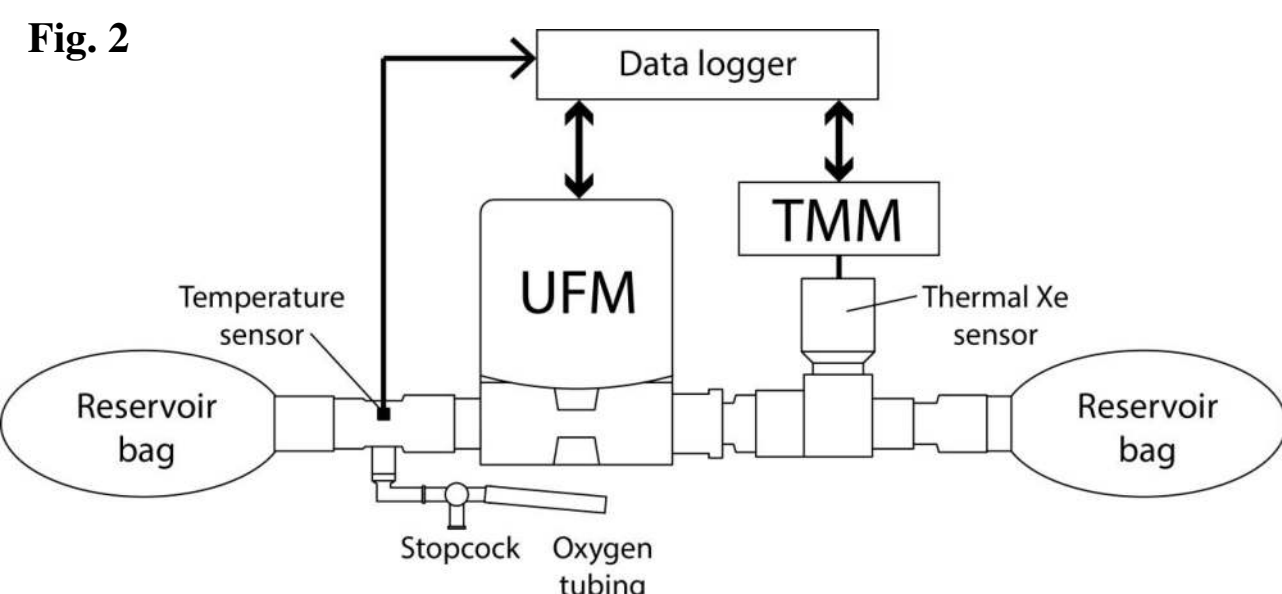 Fig. 2
Data logger
TMM
UFM
Temperature
sensor
Thermal Xe
sensor
Reservoir
bag
Reservoir
bag
Stopcock
Oxygen
tubing